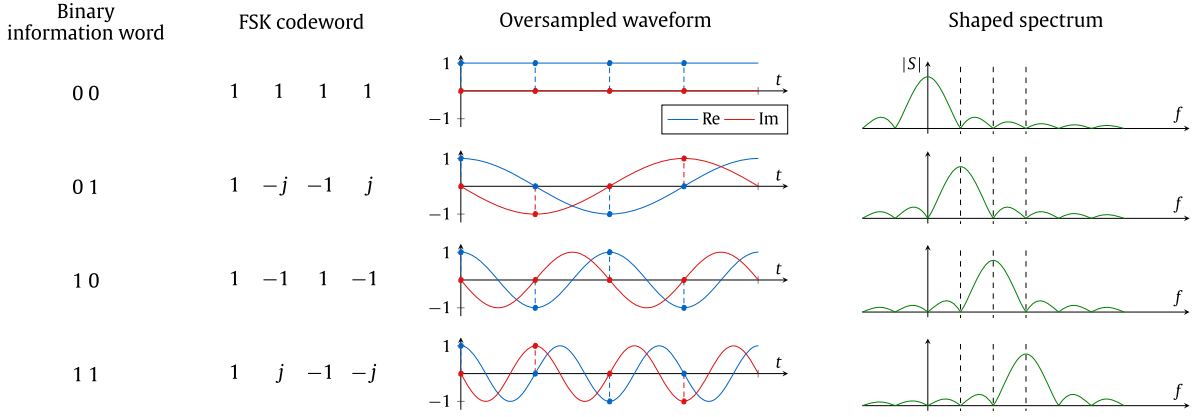 Binary
information word
FSK codeword
Oversampled waveform
Shaped spectrum
0 0
1 1 1 1
1
−1
t
Re Im
|S|
f
0 1
1 −j −1 j
1
−1
t
f
1 0
1 −1 1 −1
1
−1
t
f
1 1
1 j −1 −j
1
−1
t
f